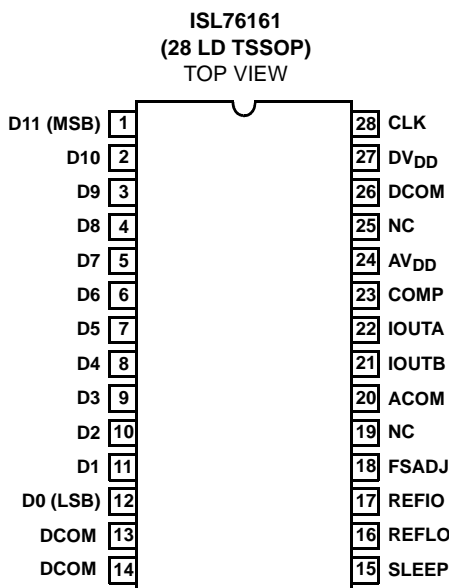 ISL76161
(28 LD TSSOP)
TOP VIEW
D11 (MSB) 1 28 CLK
D10 2 27 DVDD
D9 3 26 DCOM
D8 4 25 NC
D7 5 24 AVDD
D6 6 23 COMP
D5 7 22 IOUTA
D4 8 21 IOUTB
D3 9 20 ACOM
D2 10 19 NC
D1 11 18 FSADJ
D0 (LSB) 12 17 REFIO
DCOM 13 16 REFLO
DCOM 14 15 SLEEP